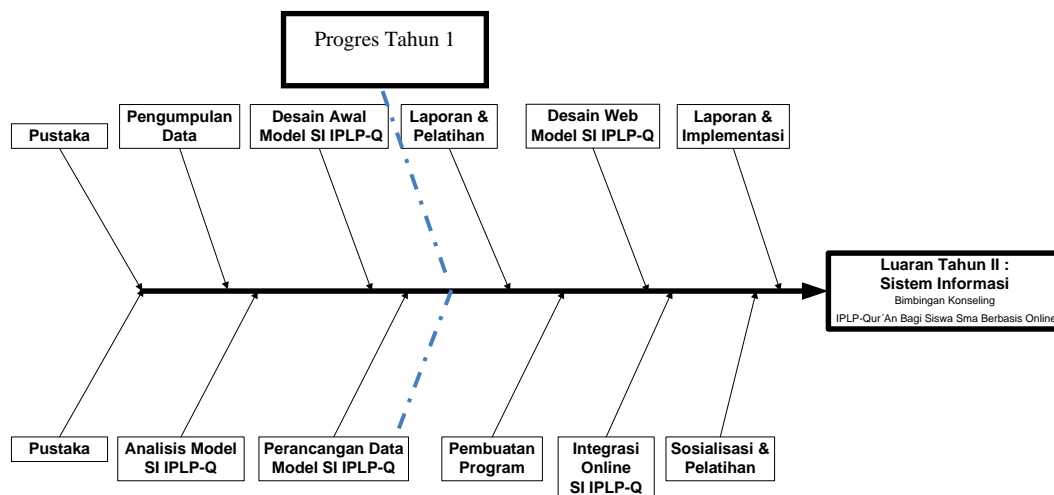 Progres Tahun 1
Pustaka
Pengumpulan
Data
Desain Awal
Model SI IPLP-Q
Laporan &
Pelatihan
Desain Web
Model SI IPLP-Q
Laporan &
Implementasi
Luaran Tahun II :
Sistem Informasi
Bimbingan Konseling
IPLP-Qur´An Bagi Siswa Sma Berbasis Online
Pustaka
Analisis Model
SI IPLP-Q
Perancangan Data
Model SI IPLP-Q
Pembuatan
Program
Integrasi
Online
SI IPLP-Q
Sosialisasi &
Pelatihan